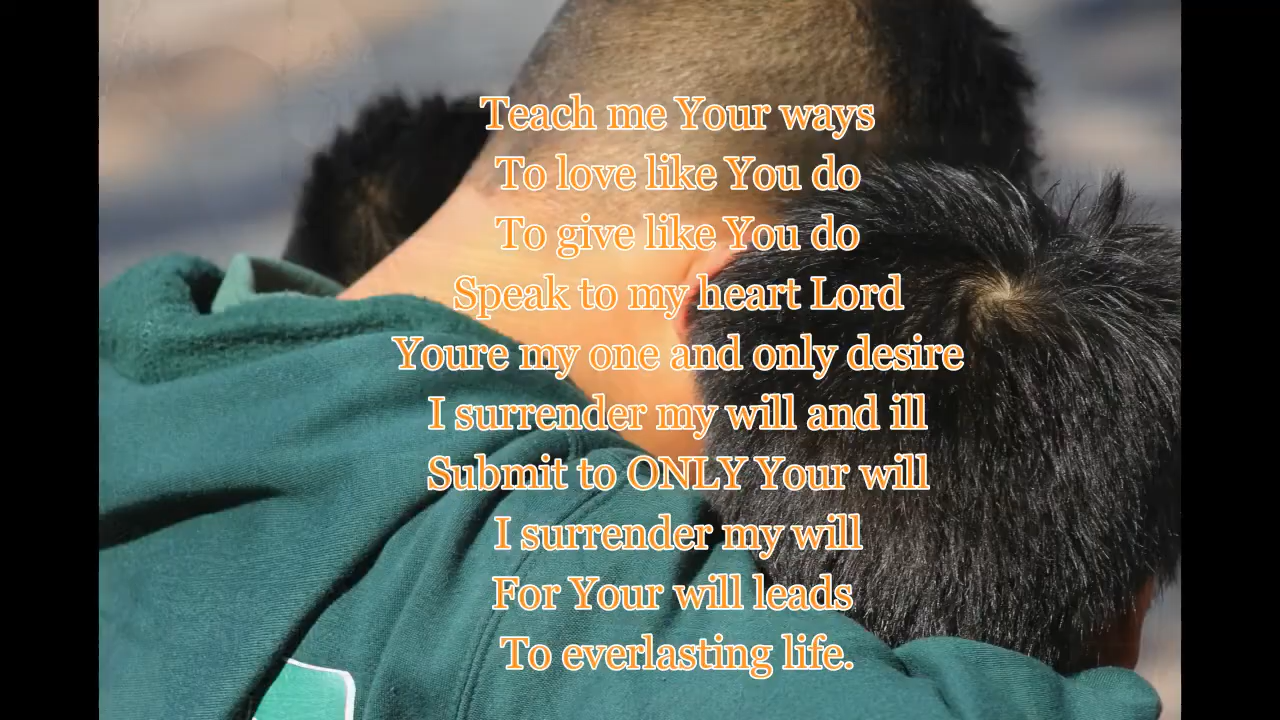 Teach me Your ways
To love like You do
To give like You do
Speak to my heart Lord
Youre my one and only desire
I surrender my will and ill
Submit to ONLY Your will
I surrender my will
For Your will leads
To everlasting life.